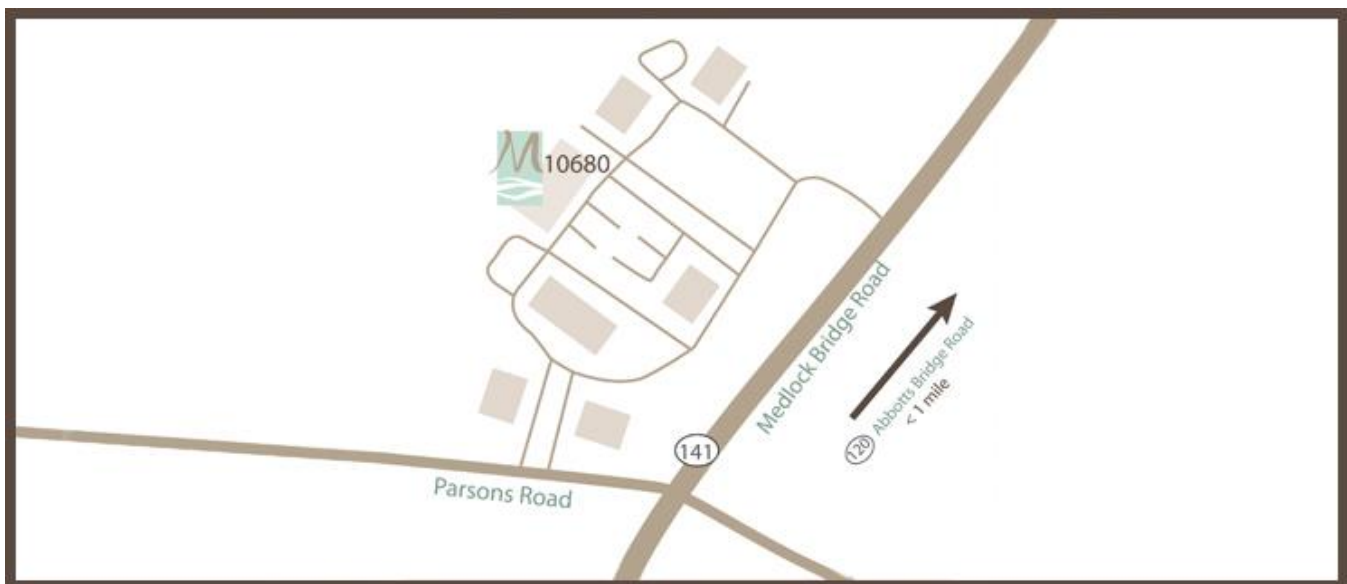 M
10680
Medlock Bridge Road
120 Abbotts Bridge Road
< 1 mile
141
Parsons Road